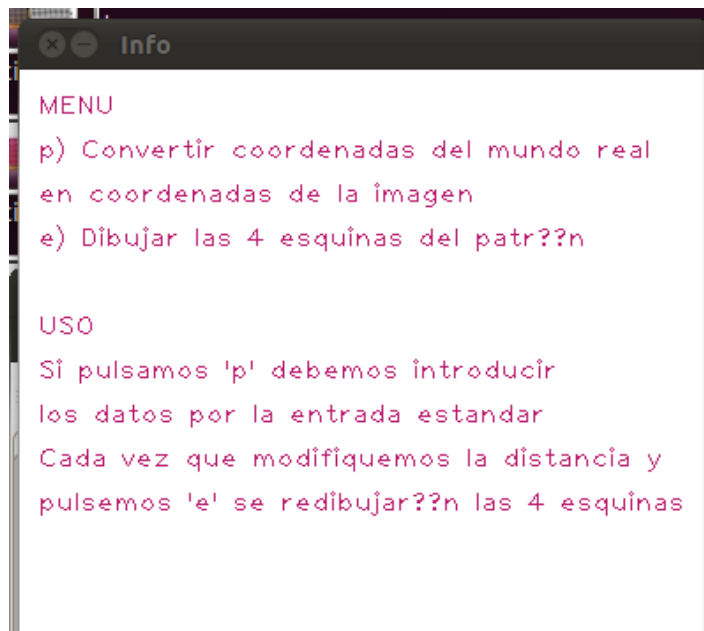 Info
MENU
p) Convertir coordenadas del mundo real
en coordenadas de la imagen
e) Dibujar las 4 esquinas del patr??n
USO
Si pulsamos 'p' debemos introducir
los datos por la entrada estandar
Cada vez que modifiquemos la distancia y
pulsemos 'e' se redibujar??n las 4 esquinas